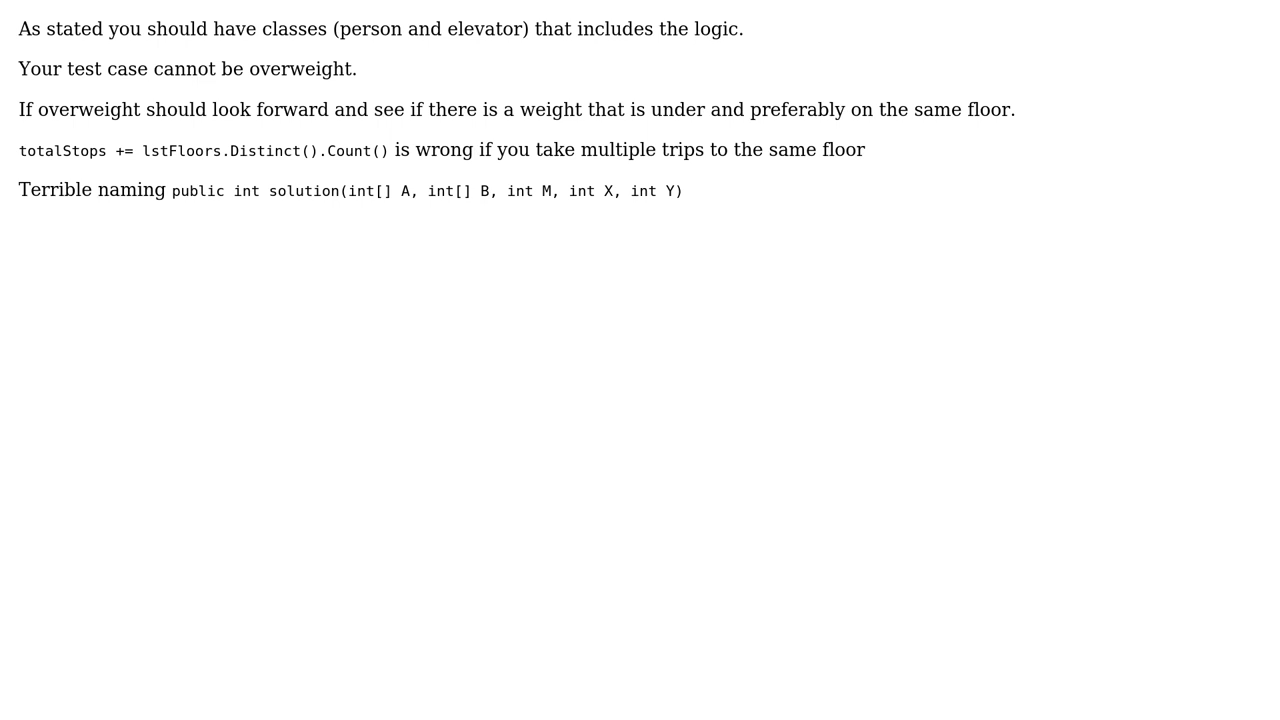 As stated you should have classes (person and elevator) that includes the logic.
Your test case cannot be overweight.
If overweight should look forward and see if there is a weight that is under and preferably on the same floor.
totalStops += lstFloors.Distinct().Count() is wrong if you take multiple trips to the same floor
Terrible naming public int solution(int[] A, int[] B, int M, int X, int Y)